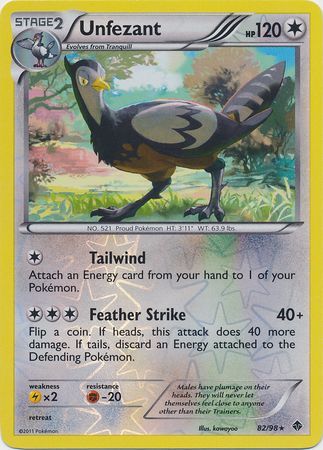 STAGE2
Unfezant
HP120
Evolves from Tranquill
NO. 521 Proud Pokémon HT: 3'11" WT: 63.9 lbs.
Tailwind
Attach an Energy card from your hand to 1 of your
Pokémon.
Feather Strike 40+
Flip a coin. If heads, this attack does 40 more
damage. If tails, discard an Energy attached to the
Defending Pokémon.
weakness
×2
resistance
-20
retreat
Males have plumage on their
heads. They will never let
themselves feel close to anyone
other than their Trainers.
©2011 Pokémon
Illus. kawayoo
82/98★